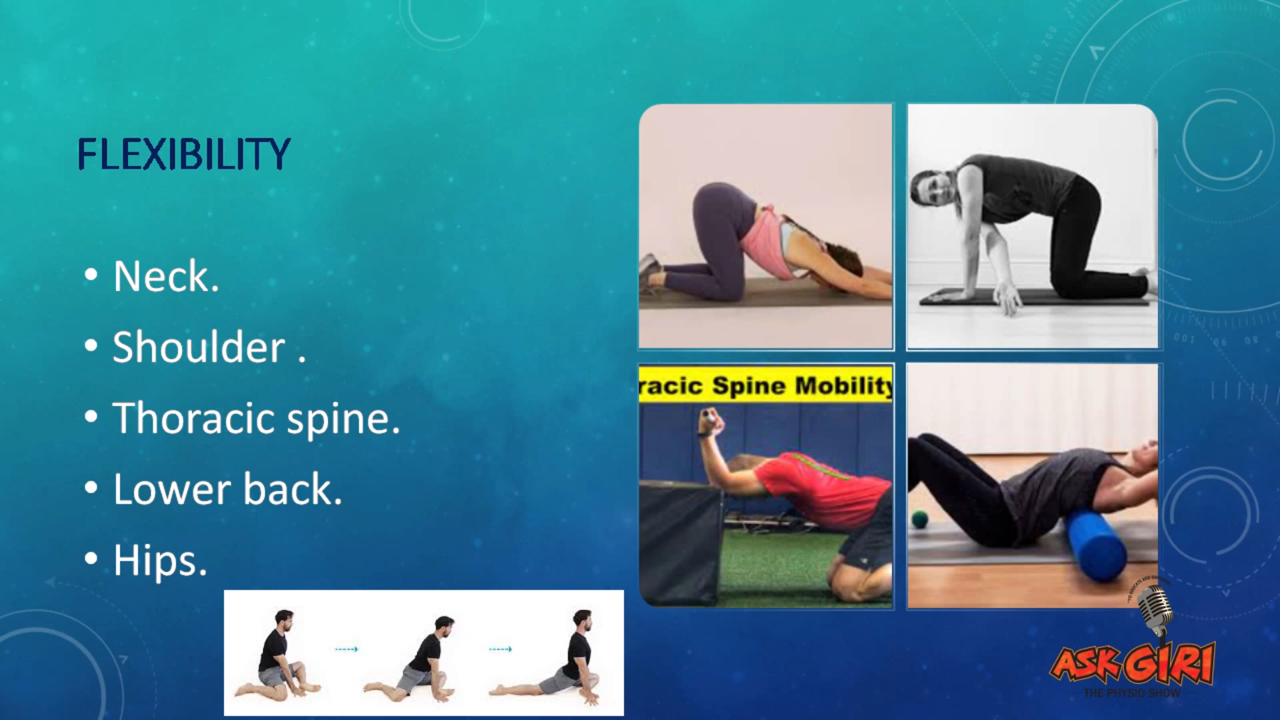 FLEXIBILITY
• Neck.
• Shoulder .
• Thoracic spine.
• Lower back.
• Hips.
racic Spine Mobility
ASK GIRI
THE PHYSIO SHOW